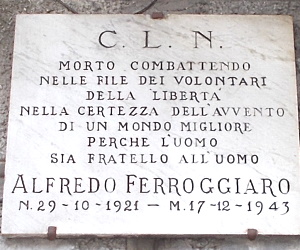 C. L. N.
MORTO COMBATTENDO
NELLE FILE DEI VOLONTARI
DELLA LIBERTÀ
NELLA CERTEZZA DELL'AVVENTO
DI UN MONDO MIGLIORE
PERCHE L'UOMO
SIA FRATELLO ALL'UOMO
ALFREDO FERROGGIARO
N. 29-10-1921 — M. 17-12-1943